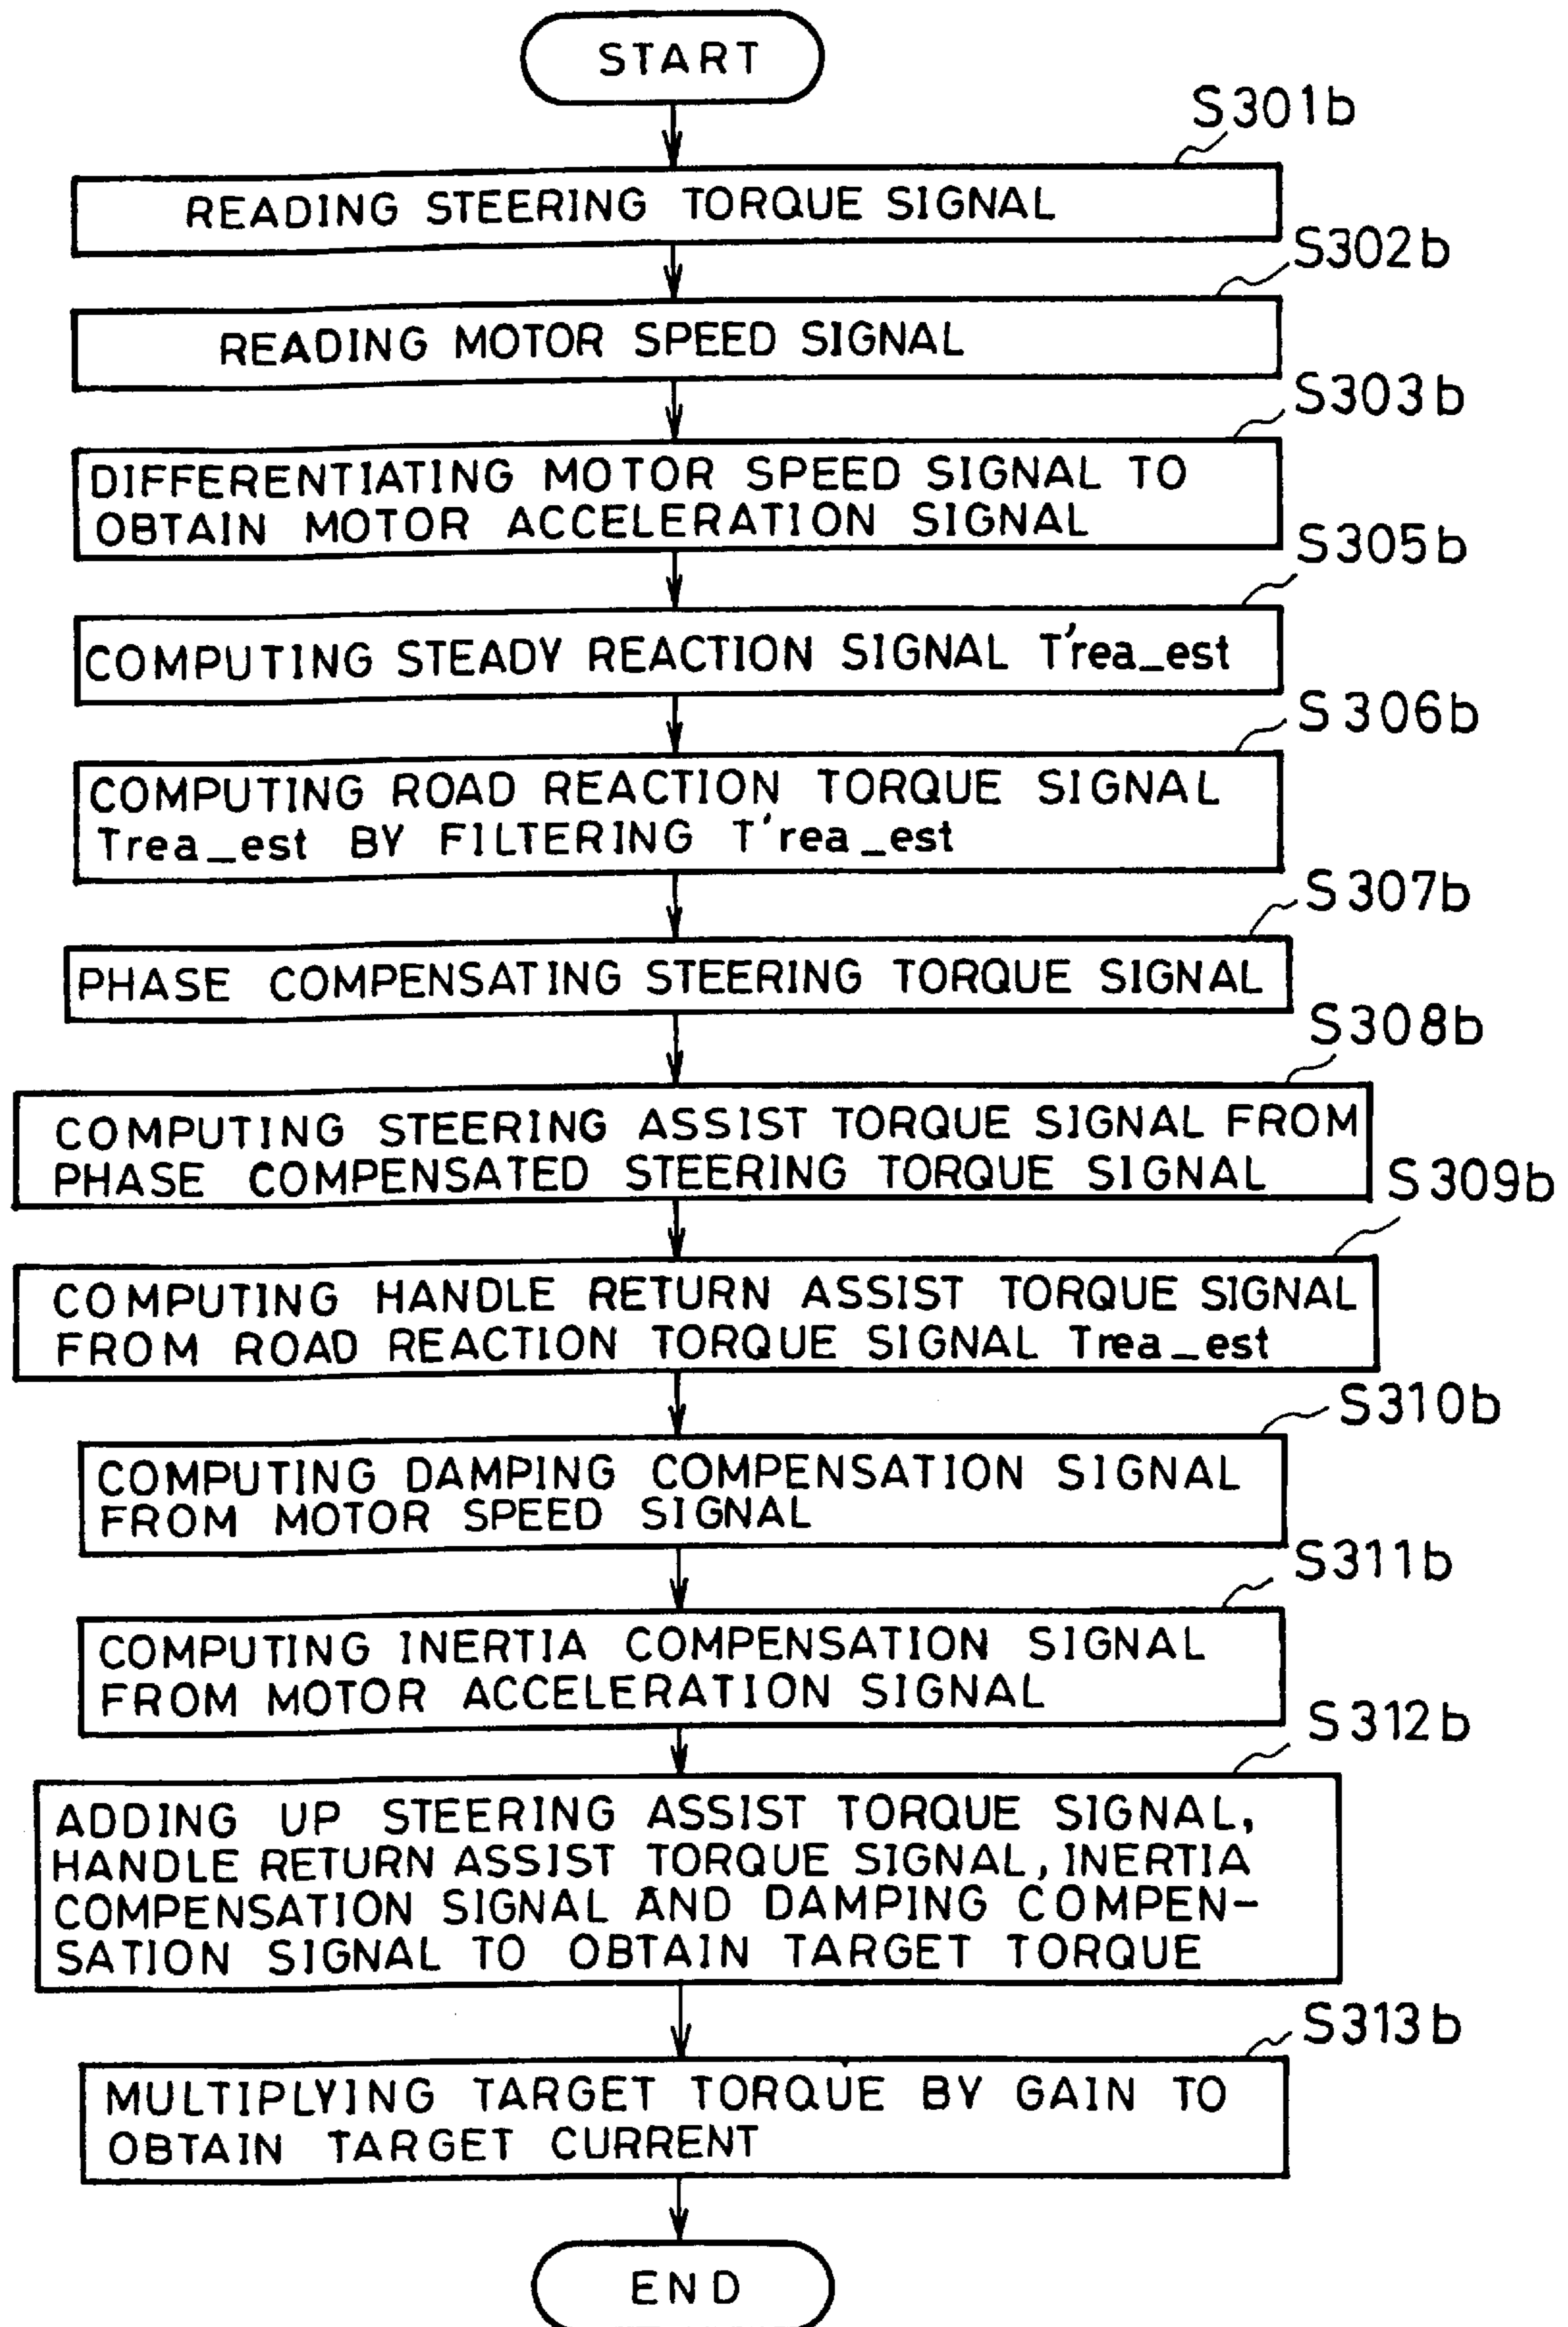 START
S301b
READING STEERING TORQUE SIGNAL
S302b
READING MOTOR SPEED SIGNAL
S303b
DIFFERENTIATING MOTOR SPEED SIGNAL TO
OBTAIN MOTOR ACCELERATION SIGNAL
S305b
COMPUTING STEADY REACTION SIGNAL T'rea_est
S306b
COMPUTING ROAD REACTION TORQUE SIGNAL
Trea_est BY FILTERING T'rea_est
S307b
PHASE COMPENSATING STEERING TORQUE SIGNAL
S308b
COMPUTING STEERING ASSIST TORQUE SIGNAL FROM
PHASE COMPENSATED STEERING TORQUE SIGNAL
S309b
COMPUTING HANDLE RETURN ASSIST TORQUE SIGNAL
FROM ROAD REACTION TORQUE SIGNAL Trea_est
S310b
COMPUTING DAMPING COMPENSATION SIGNAL
FROM MOTOR SPEED SIGNAL
S311b
COMPUTING INERTIA COMPENSATION SIGNAL
FROM MOTOR ACCELERATION SIGNAL
S312b
ADDING UP STEERING ASSIST TORQUE SIGNAL,
HANDLE RETURN ASSIST TORQUE SIGNAL, INERTIA
COMPENSATION SIGNAL AND DAMPING COMPEN-
SATION SIGNAL TO OBTAIN TARGET TORQUE
S313b
MULTIPLYING TARGET TORQUE BY GAIN TO
OBTAIN TARGET CURRENT
END